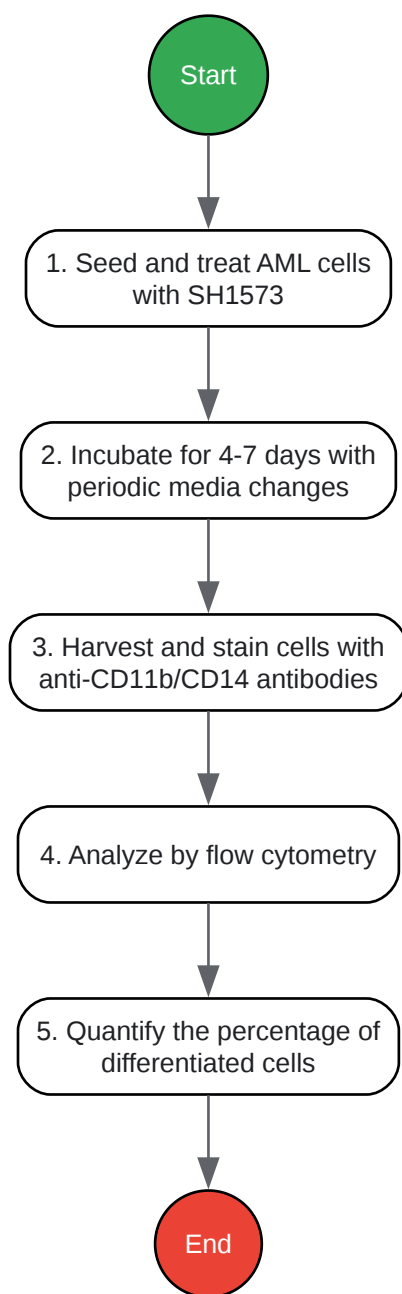 Start
1. Seed and treat AML cells
with SH1573
2. Incubate for 4-7 days with
periodic media changes
3. Harvest and stain cells with
anti-CD11b/CD14 antibodies
4. Analyze by flow cytometry
5. Quantify the percentage of
differentiated cells
End